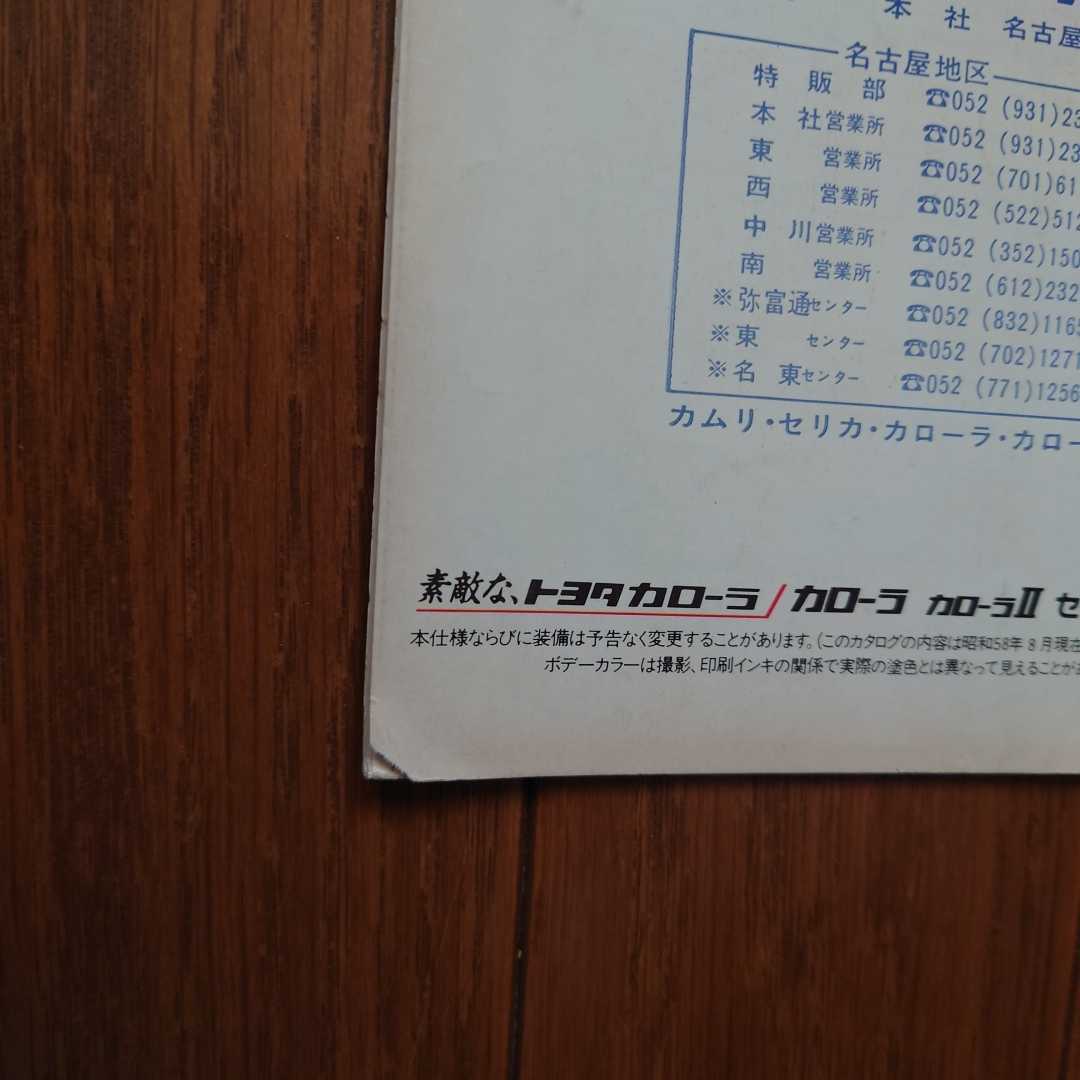 本社 名古屋
名古屋地区
特販部 ☎052 (931)23
本社営業所 ☎052 (931)23
東営業所 ☎052 (701)61
西営業所 ☎052 (522)512
中川営業所 ☎052 (352)150
南営業所 ☎052 (612)232
※弥富通センター ☎052 (832)1165
※東センター ☎052 (702)1271
※名東センター ☎052 (771)1256
カムリ・セリカ・カローラ・カロー
素敵な、トヨタカローラ/カローラ カローラII セ
本仕様ならびに装備は予告なく変更することがあります。(このカタログの内容は昭和58年8月現在
ボデーカラーは撮影、印刷インキの関係で実際の塗色とは異なって見えることが